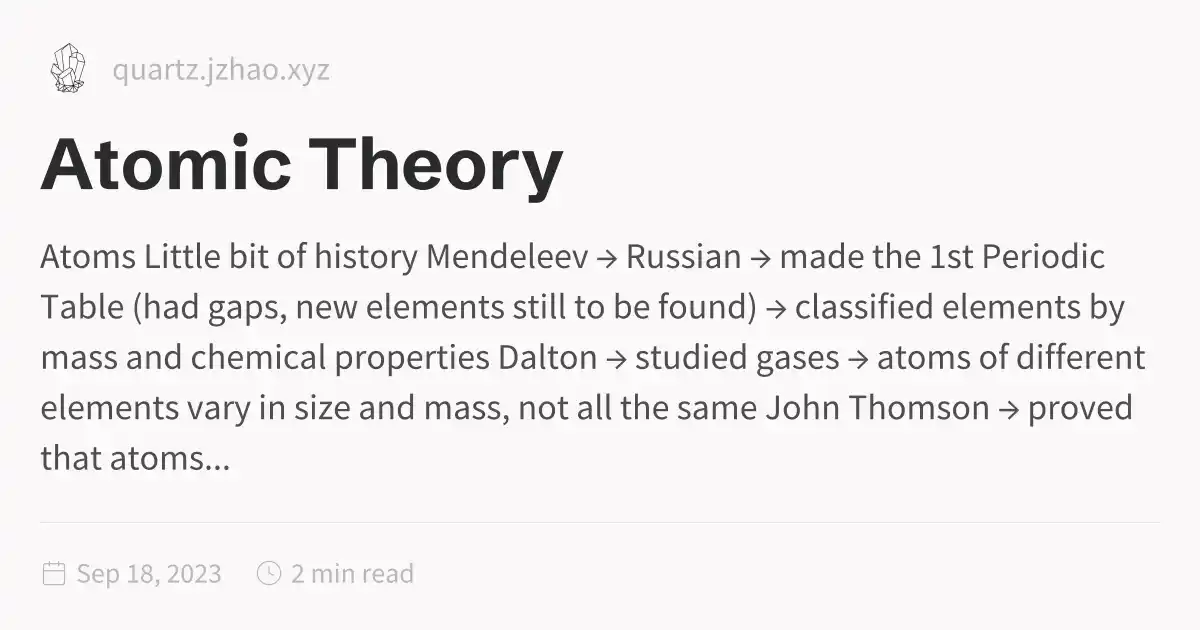 quartz.jzhao.xyz
Atomic Theory
Atoms Little bit of history Mendeleev → Russian → made the 1st Periodic
Table (had gaps, new elements still to be found) → classified elements by
mass and chemical properties Dalton → studied gases → atoms of different
elements vary in size and mass, not all the same John Thomson → proved
that atoms...
Sep 18, 2023 2 min read